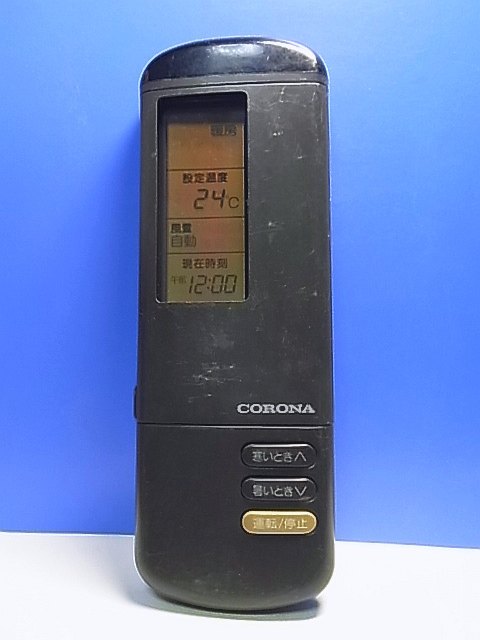 暖房
設定温度
24℃
風量
自動
現在時刻
午前 12:00
CORONA
寒いとき∧
暑いとき∨
運転/停止